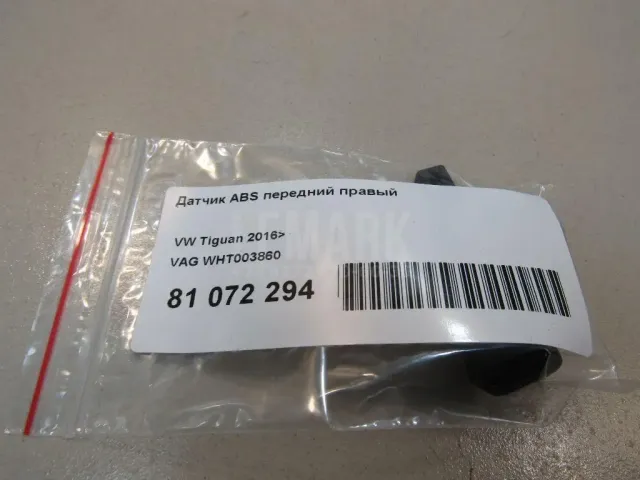 Датчик ABS передний правый
VW Tiguan 2016>
VAG WHT003860
81 072 294